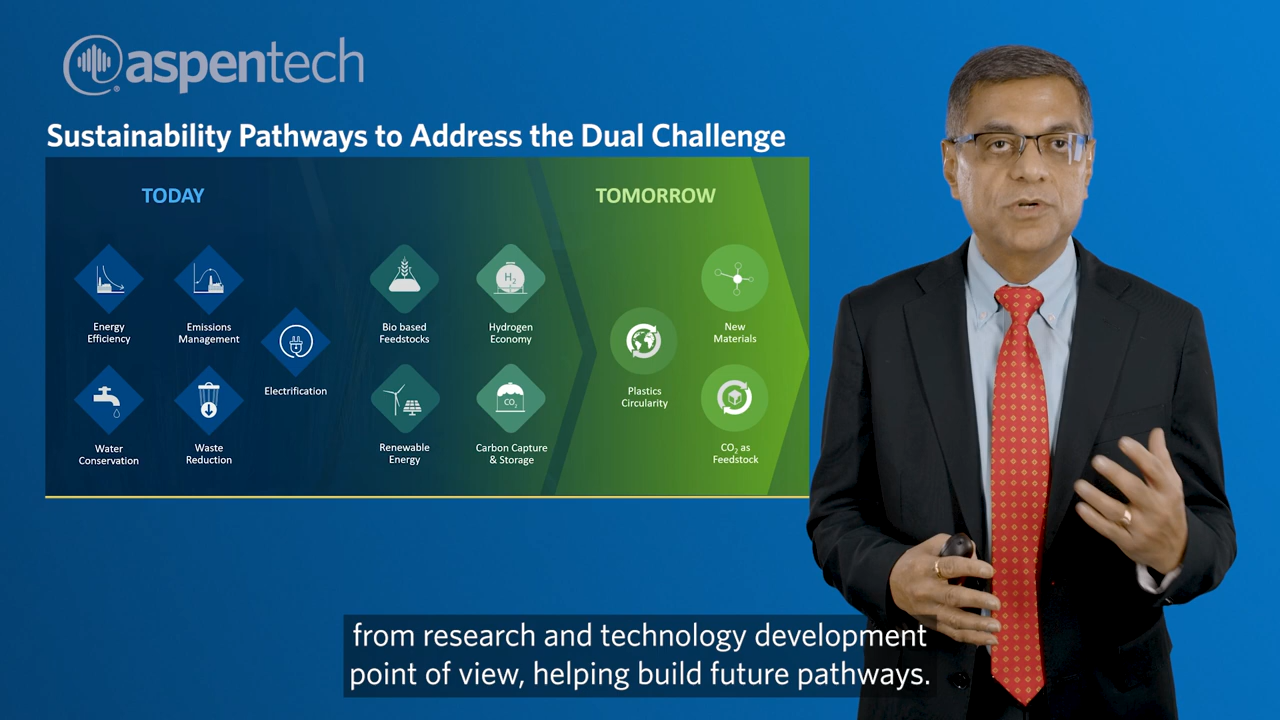 aspentech
Sustainability Pathways to Address the Dual Challenge
TODAY
TOMORROW
Energy
Efficiency
Emissions
Management
Electrification
Water
Conservation
Waste
Reduction
Bio based
Feedstocks
H₂
Hydrogen
Economy
Renewable
Energy
CO₂
Carbon Capture
& Storage
Plastics
Circularity
New
Materials
CO₂ as
Feedstock
from research and technology development
point of view, helping build future pathways.